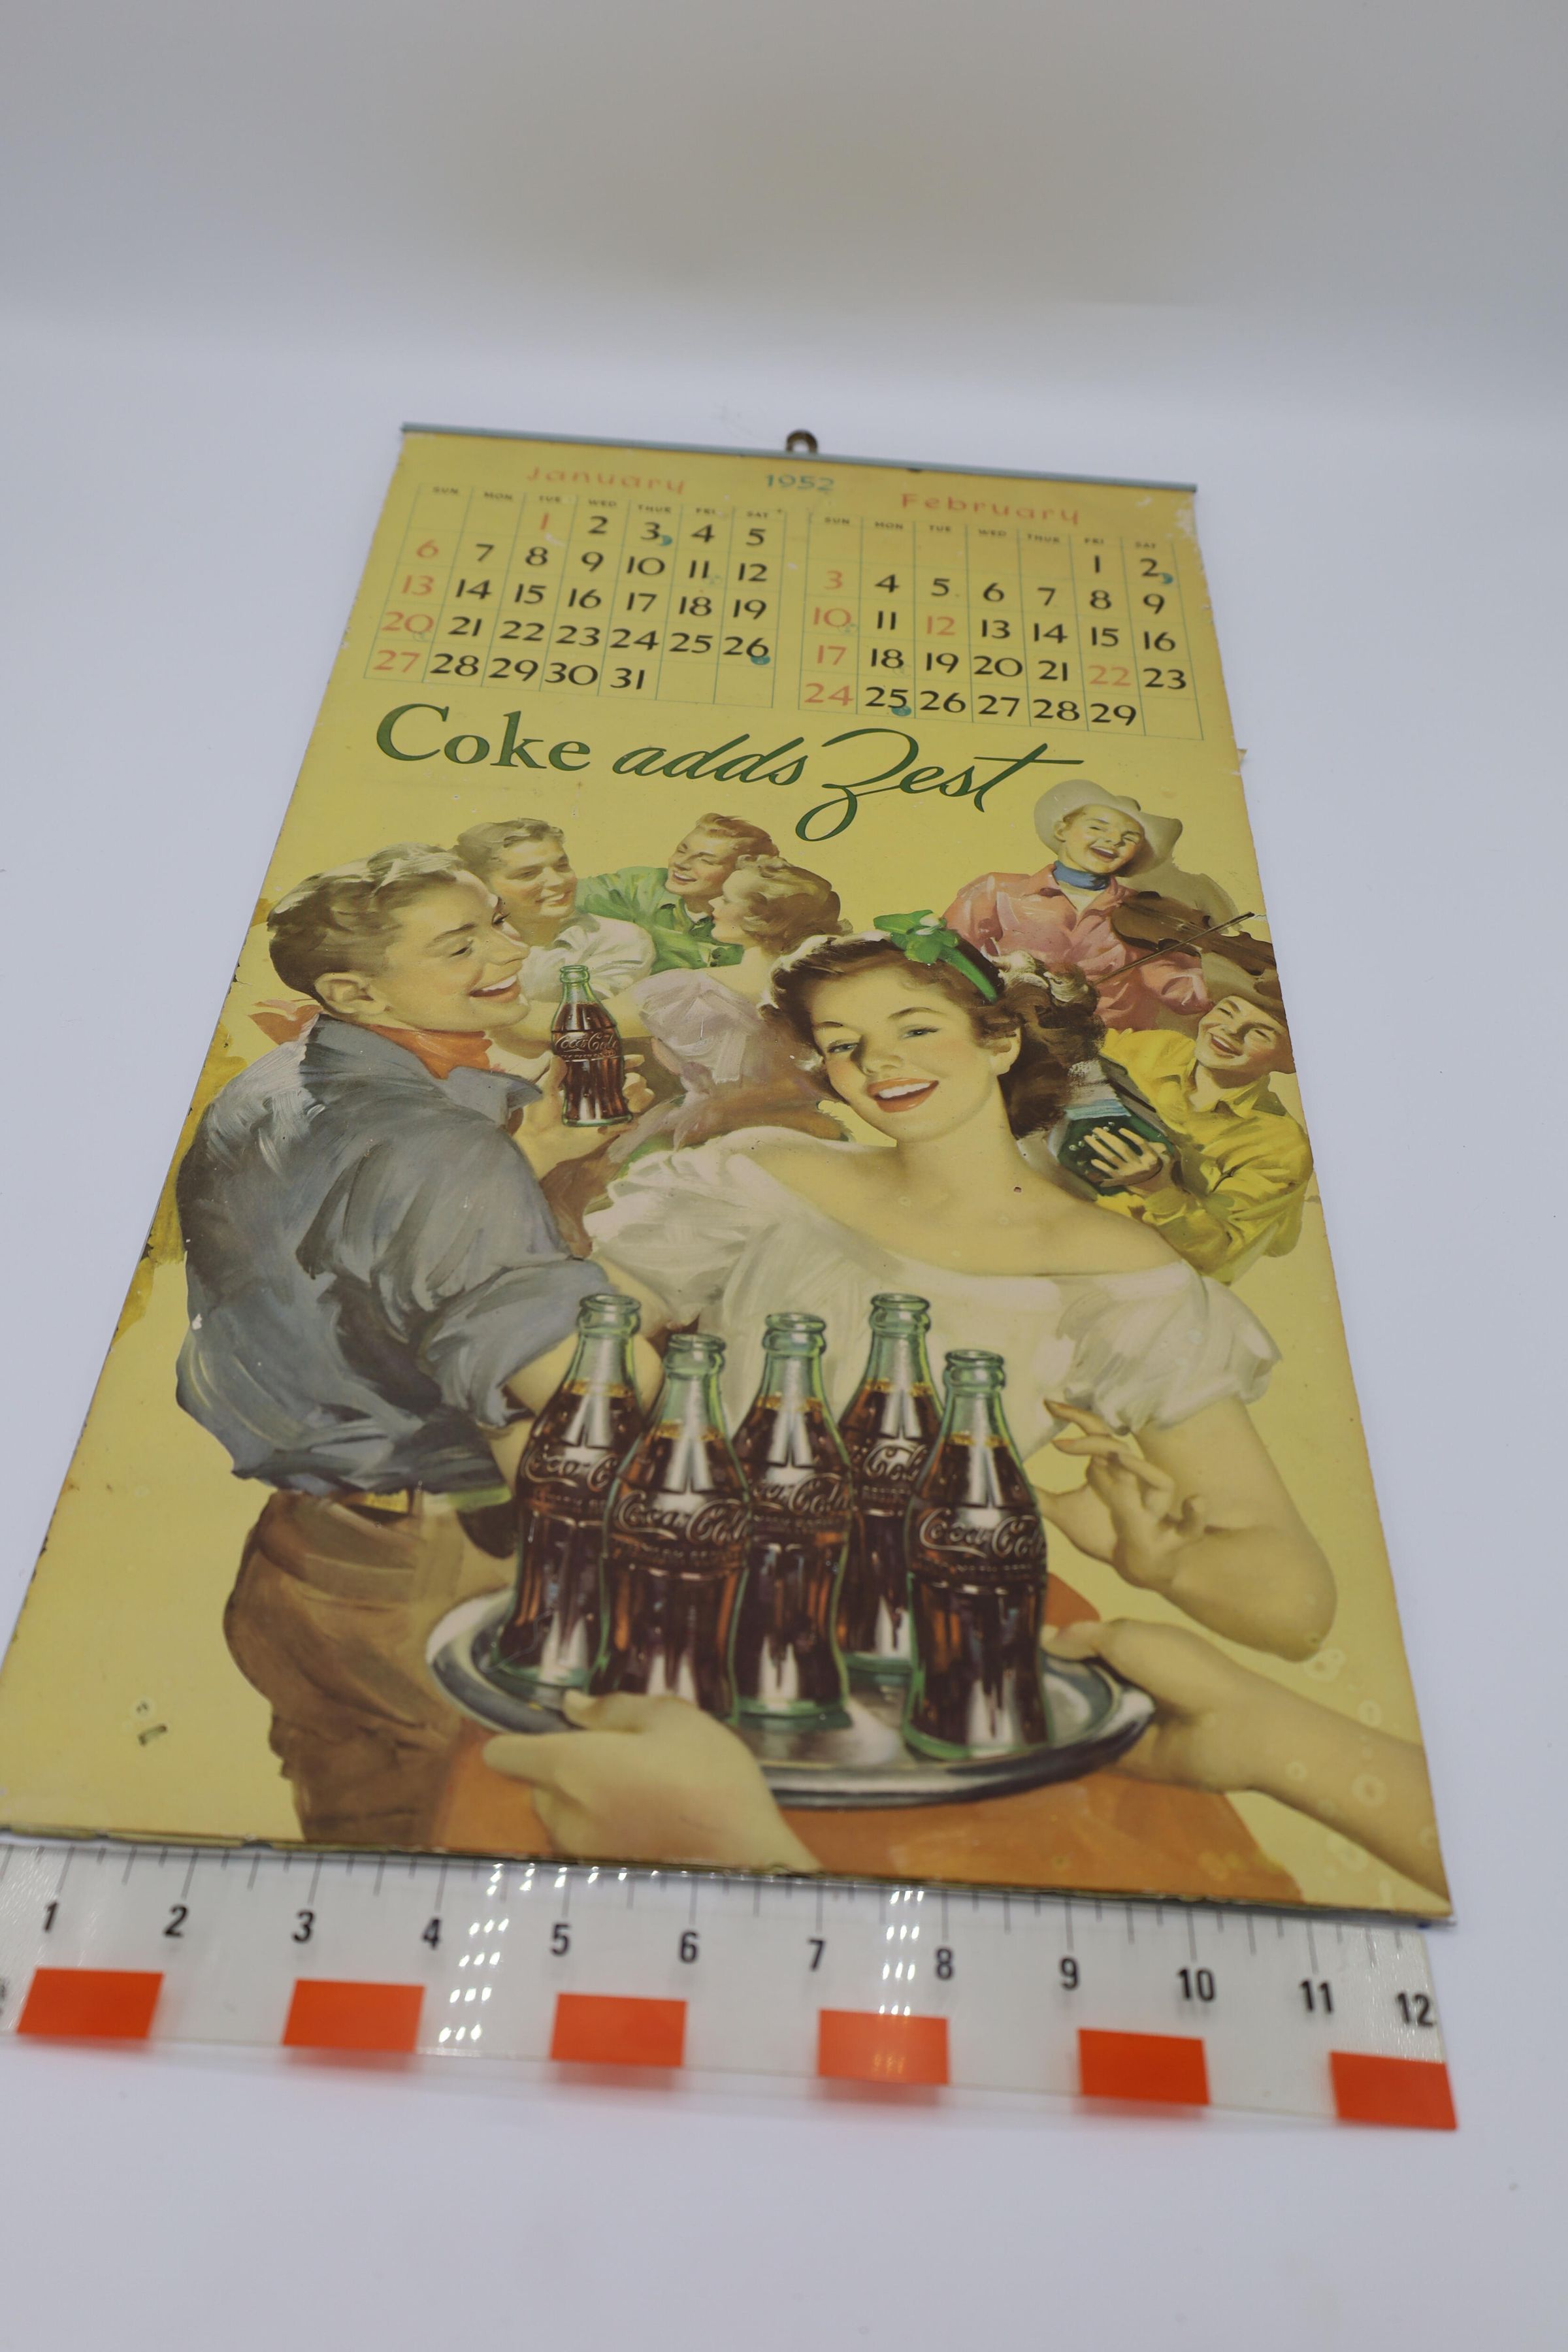 January 1952 February
SUN. MON. TUE. WED. THUR. FRI. SAT. SUN MON TUE WED THUR FRI SAT
1 2 3 4 5 1 2
6 7 8 9 10 11 12 3 4 5 6 7 8 9
13 14 15 16 17 18 19 10 11 12 13 14 15 16
20 21 22 23 24 25 26 17 18 19 20 21 22 23
27 28 29 30 31 24 25 26 27 28 29
Coke adds Zest
Coca-Cola
Coca-C
Coca-Cola
Coca-Cola
Cola
Coca-Cola
1 2 3 4 5 6 7 8 9 10 11 12